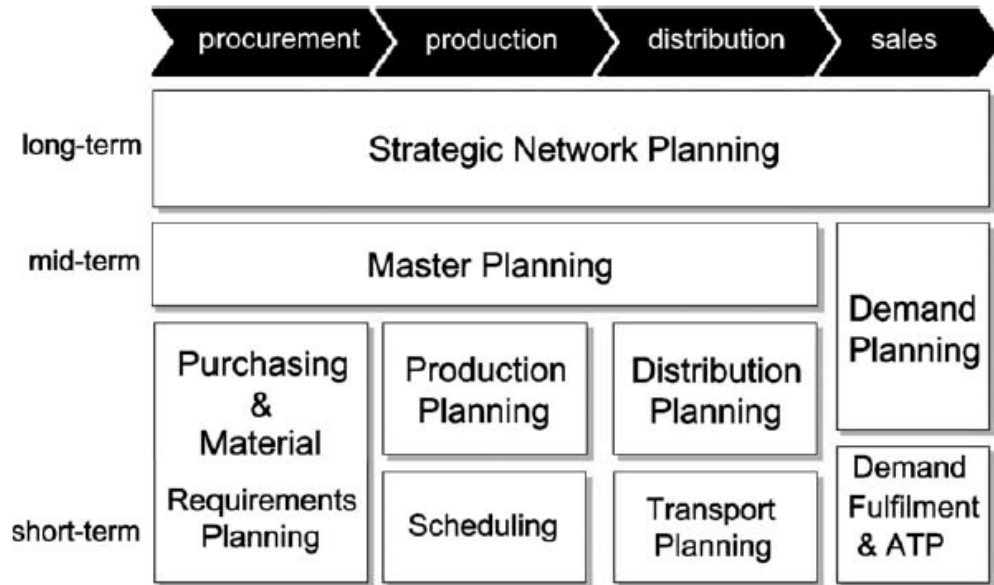 procurement
production
distribution
sales
long-term
Strategic Network Planning
mid-term
Master Planning
Demand
Planning
Purchasing
&
Material
Requirements
Planning
Production
Planning
Distribution
Planning
short-term
Scheduling
Transport
Planning
Demand
Fulfilment
& ATP